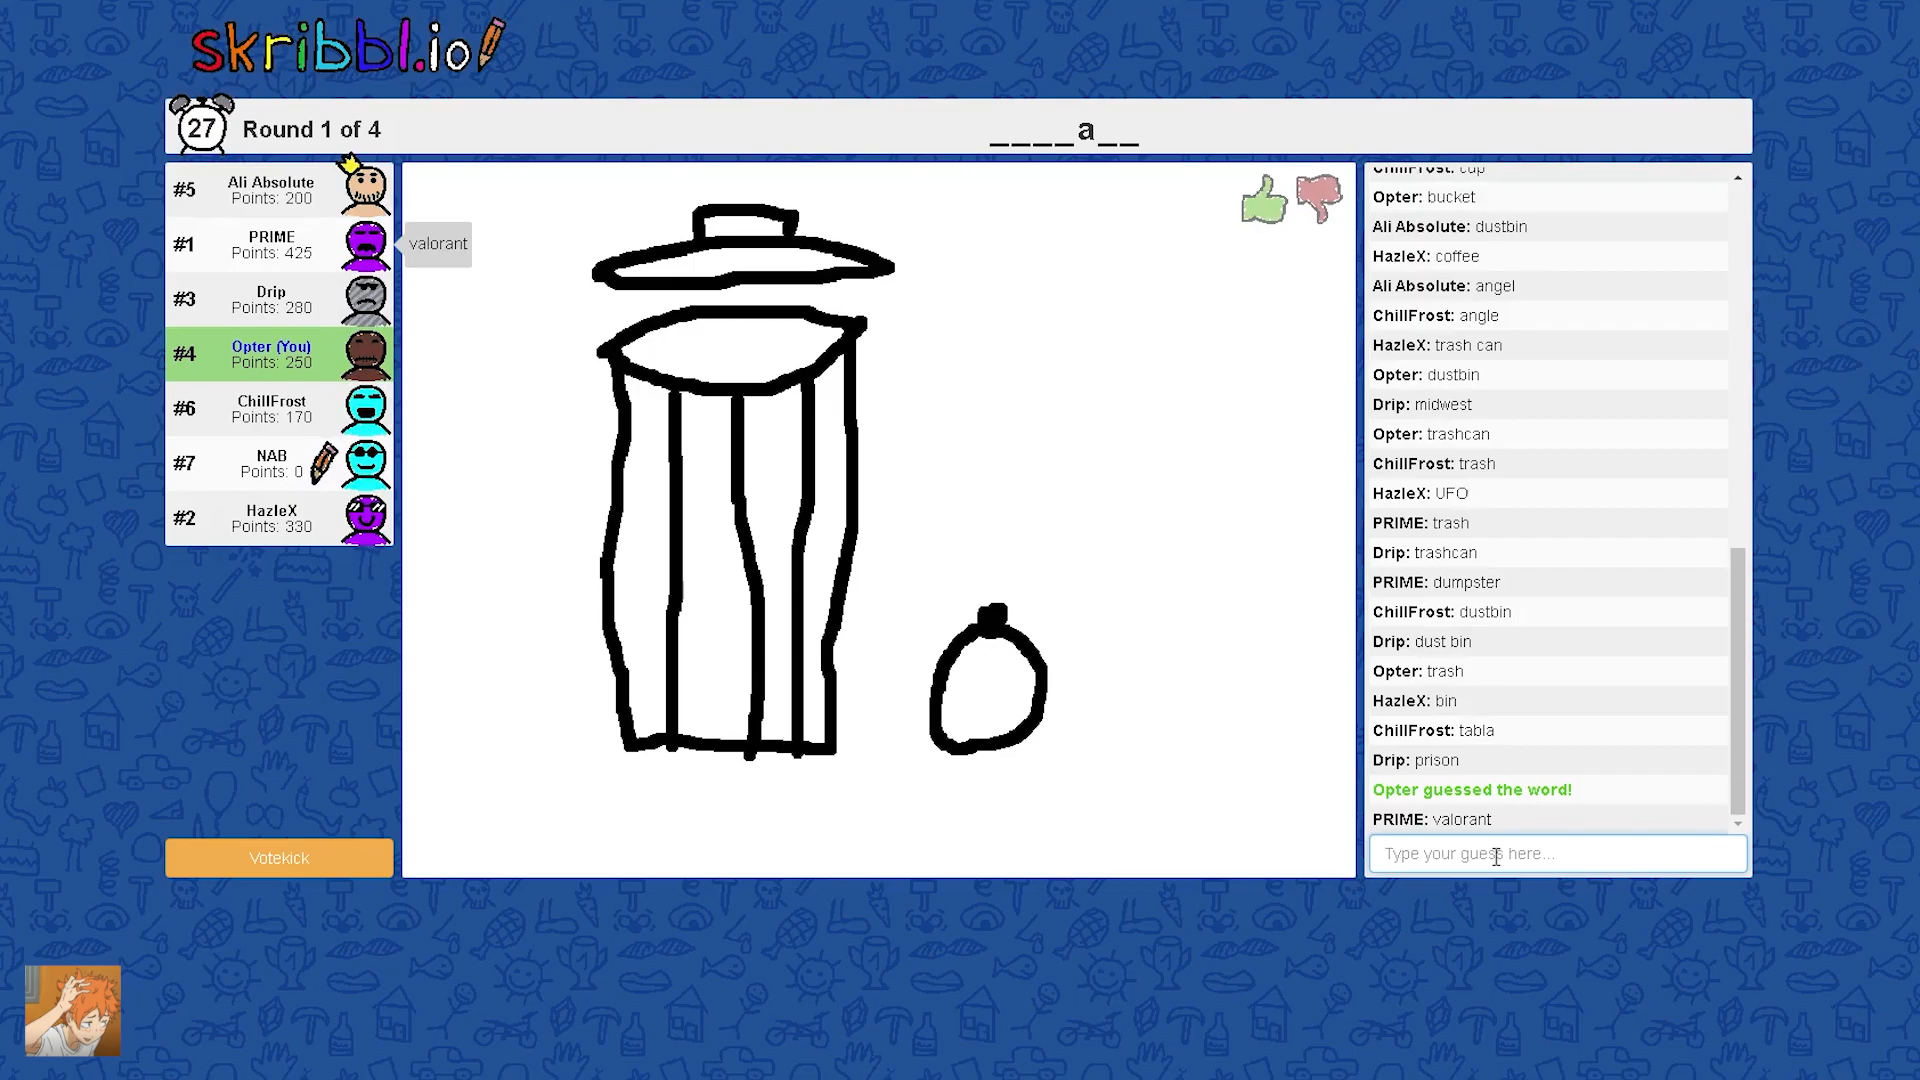 skribbl.io
27
Round 1 of 4
____a__
#5
Ali Absolute
Points: 200
#1
PRIME
Points: 425
valorant
#3
Drip
Points: 280
#4
Opter (You)
Points: 250
#6
ChillFrost
Points: 170
#7
NAB
Points: 0
#2
HazleX
Points: 330
Votekick
ChillFrost: cup
Opter: bucket
Ali Absolute: dustbin
HazleX: coffee
Ali Absolute: angel
ChillFrost: angle
HazleX: trash can
Opter: dustbin
Drip: midwest
Opter: trashcan
ChillFrost: trash
HazleX: UFO
PRIME: trash
Drip: trashcan
PRIME: dumpster
ChillFrost: dustbin
Drip: dust bin
Opter: trash
HazleX: bin
ChillFrost: tabla
Drip: prison
Opter guessed the word!
PRIME: valorant
Type your guess here...